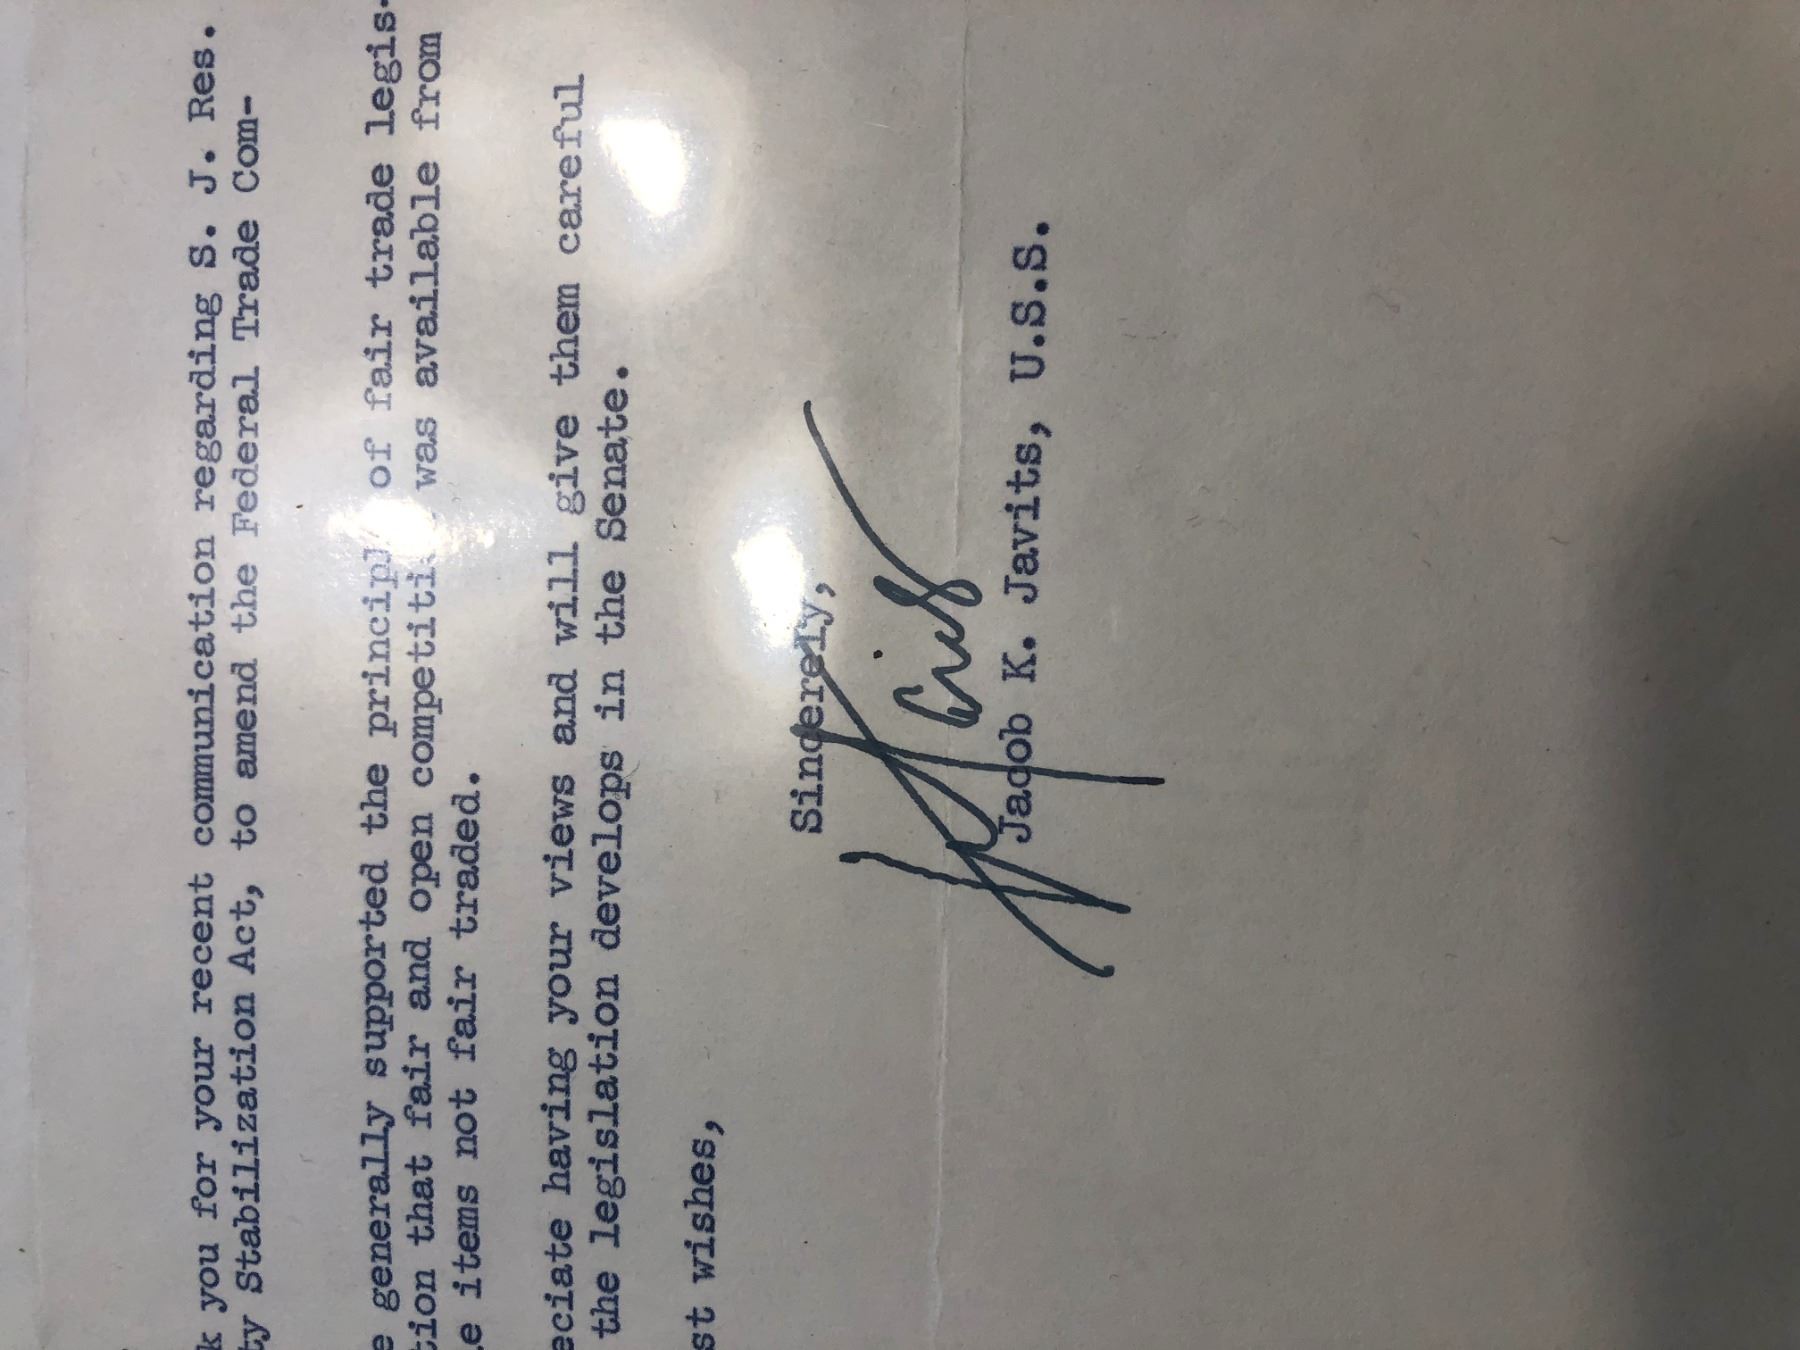 k you for your recent communication regarding S. J. Res.
ty Stabilization Act, to amend the Federal Trade Com-
e generally supported the principl of fair trade legis-
tion that fair and open competiti was available from
e items not fair traded.
eciate having your views and will give them careful
the legislation develops in the Senate.
st wishes,
Sincerely,
Jacob K. Javits, U.S.S.